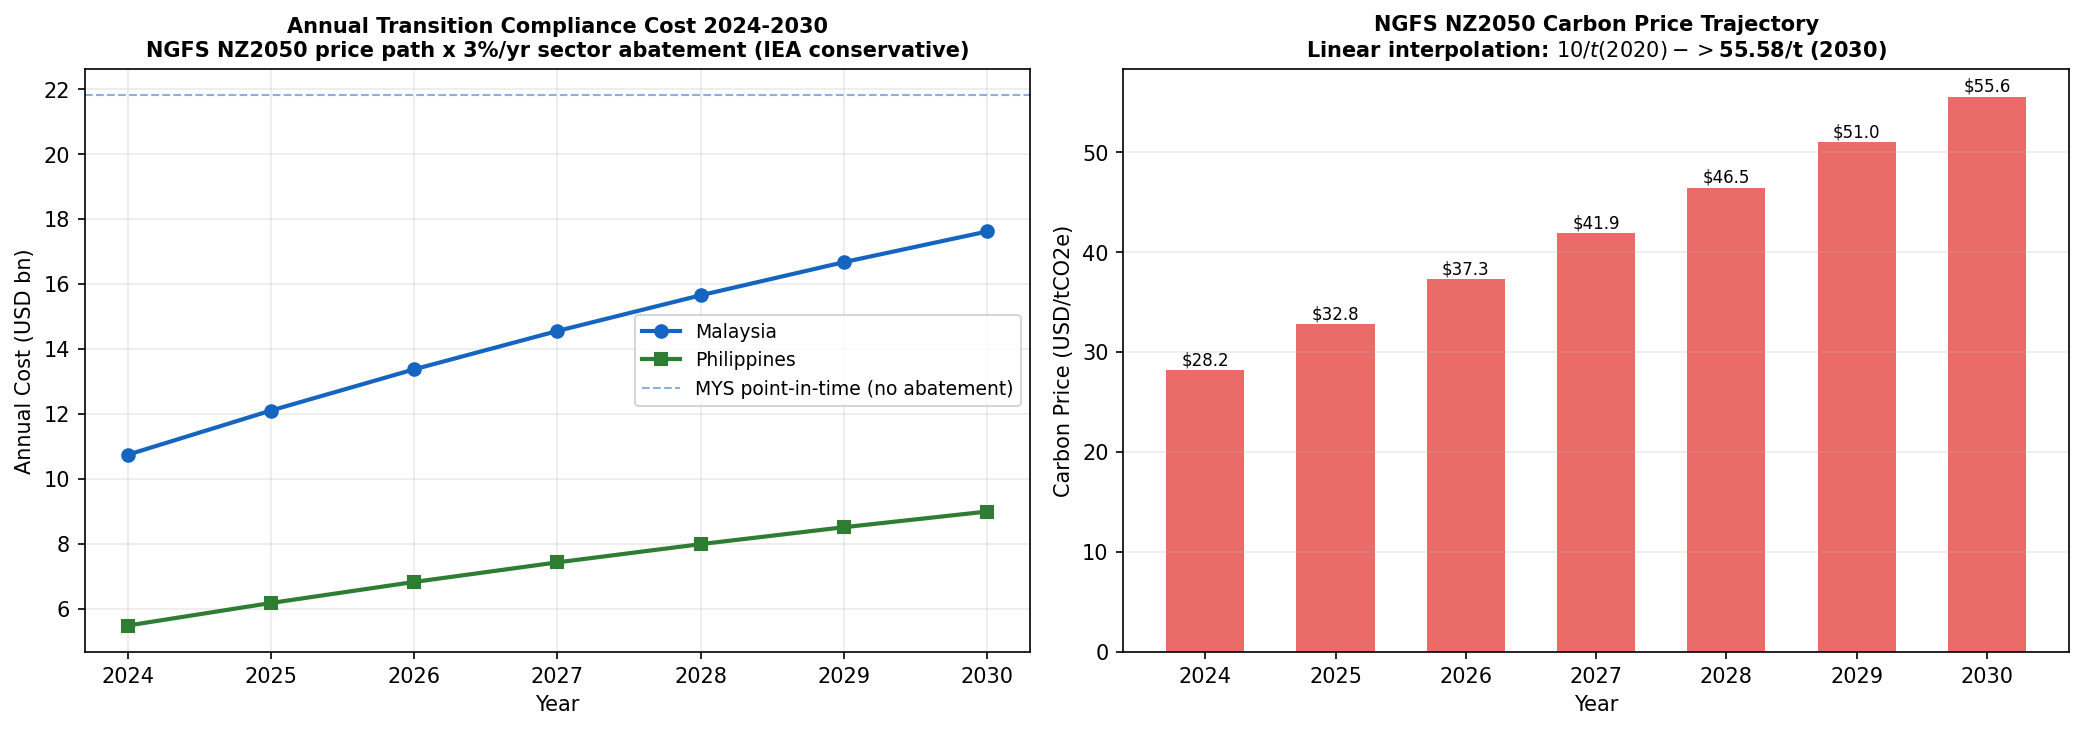 Annual Transition Compliance Cost 2024-2030
NGFS NZ2050 price path x 3%/yr sector abatement (IEA conservative)
22
20
18
16
14
12
10
8
6
Annual Cost (USD bn)
Malaysia
Philippines
MYS point-in-time (no abatement)
2024 2025 2026 2027 2028 2029 2030
Year
NGFS NZ2050 Carbon Price Trajectory
Linear interpolation: 10/t(2020) − > 55.58/t (2030)
50
40
30
20
10
0
Carbon Price (USD/tCO2e)
$28.2
$32.8
$37.3
$41.9
$46.5
$51.0
$55.6
2024 2025 2026 2027 2028 2029 2030
Year